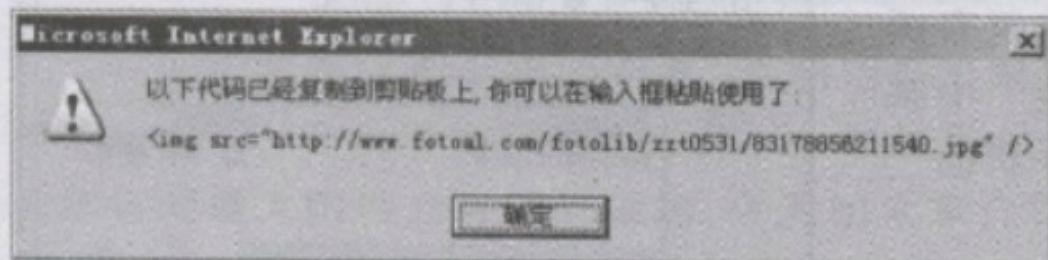 Microsoft Internet Explorer
以下代码已经复制到剪贴板上, 你可以在输入框粘贴使用了:
<img src="http://www.fotoal.com/fotolib/zzt0531/83178856211540.jpg" />
确定